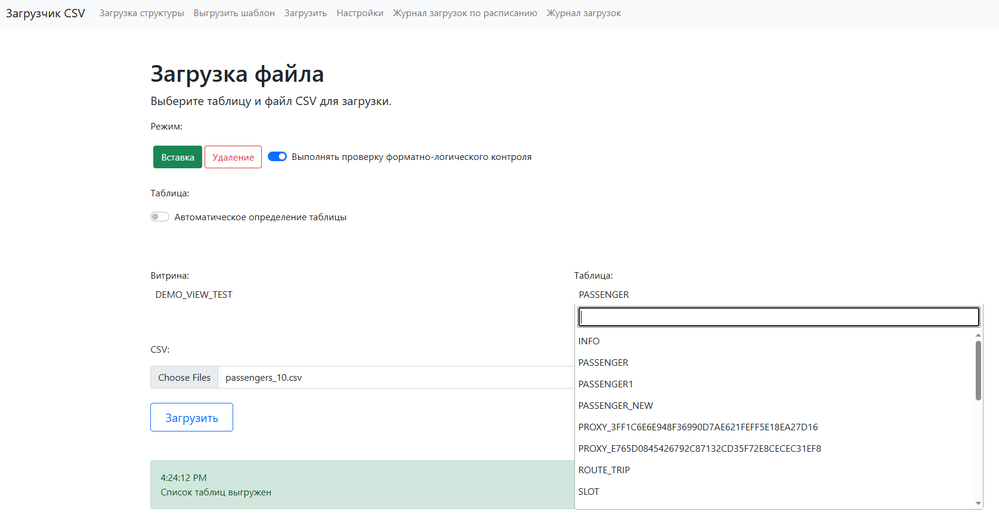 Загрузчик CSV Загрузка структуры Выгрузить шаблон Загрузить Настройки Журнал загрузок по расписанию Журнал загрузок
Загрузка файла
Выберите таблицу и файл CSV для загрузки.
Режим:
Вставка Удаление Выполнять проверку форматно-логического контроля
Таблица:
Автоматическое определение таблицы
Витрина:
DEMO_VIEW_TEST
Таблица:
PASSENGER
INFO
PASSENGER
PASSENGER1
PASSENGER_NEW
PROXY_3FF1C6E6E948F36990D7AE621FEFF5E18EA27D16
PROXY_E765D0845426792C87132CD35F72E8CECEC31EF8
ROUTE_TRIP
SLOT
CSV:
Choose Files passengers_10.csv
Загрузить
4:24:12 PM
Список таблиц выгружен